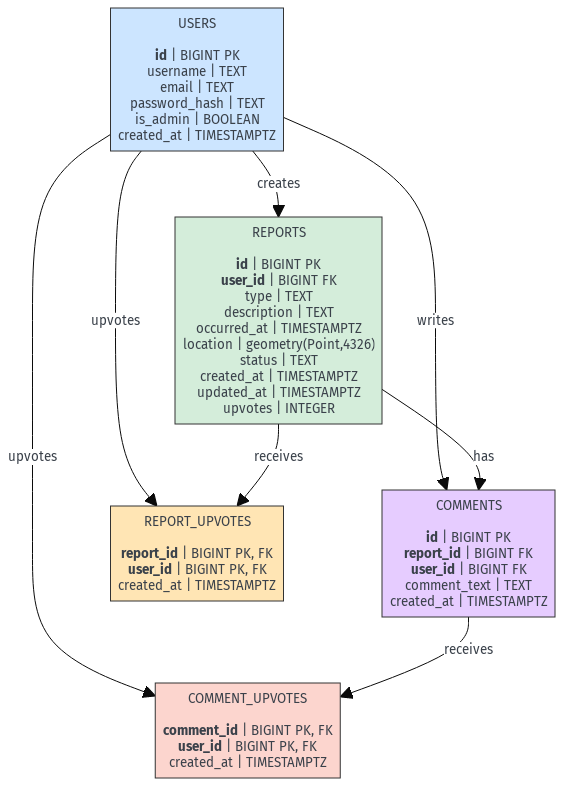 USERS
id | BIGINT PK
username | TEXT
email | TEXT
password_hash | TEXT
is_admin | BOOLEAN
created_at | TIMESTAMPTZ
creates
REPORTS
id | BIGINT PK
user_id | BIGINT FK
type | TEXT
description | TEXT
occurred_at | TIMESTAMPTZ
location | geometry(Point,4326)
status | TEXT
created_at | TIMESTAMPTZ
updated_at | TIMESTAMPTZ
upvotes | INTEGER
upvotes
writes
upvotes
receives
has
REPORT_UPVOTES
report_id | BIGINT PK, FK
user_id | BIGINT PK, FK
created_at | TIMESTAMPTZ
COMMENTS
id | BIGINT PK
report_id | BIGINT FK
user_id | BIGINT FK
comment_text | TEXT
created_at | TIMESTAMPTZ
receives
COMMENT_UPVOTES
comment_id | BIGINT PK, FK
user_id | BIGINT PK, FK
created_at | TIMESTAMPTZ